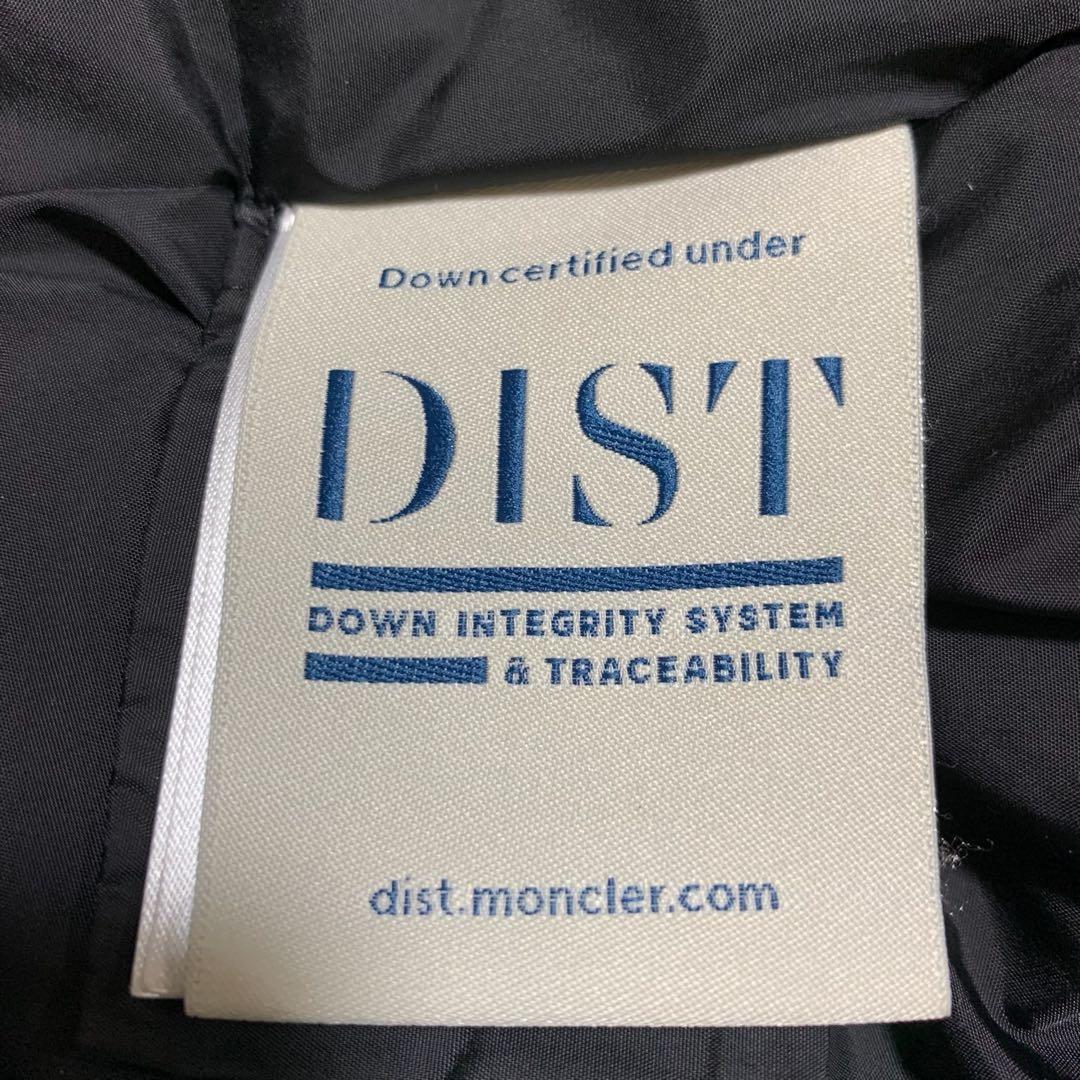 Down certified under
DIST
DOWN INTEGRITY SYSTEM
& TRACEABILITY
dist.moncler.com